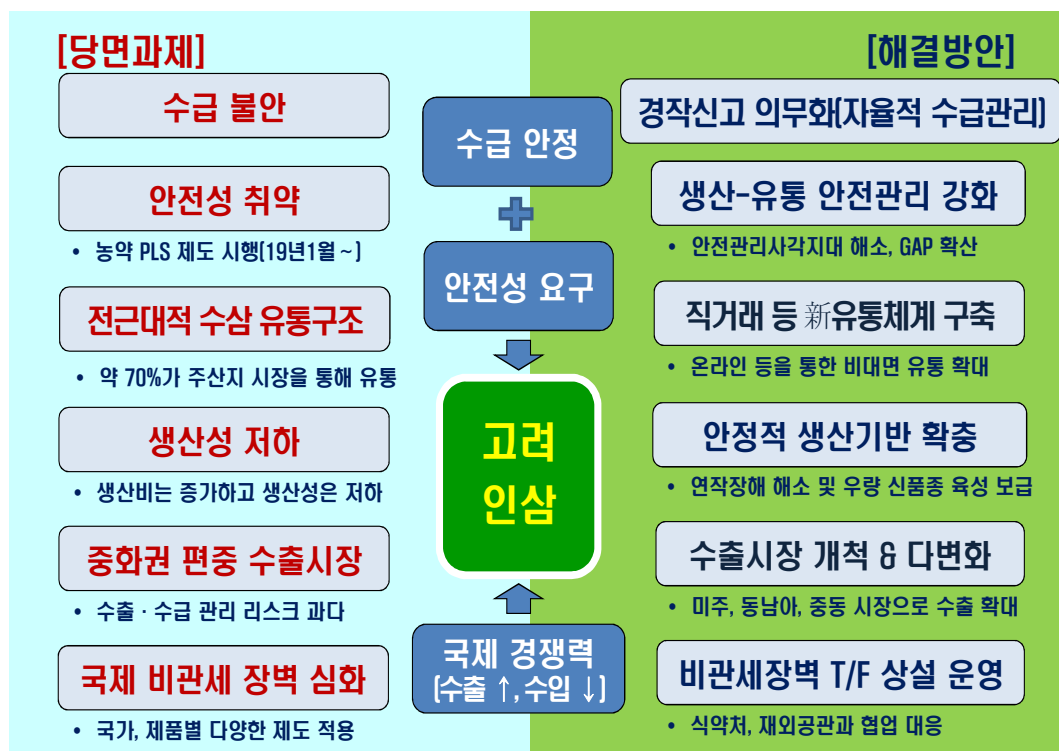 [당면과제]
수급 불안
안전성 취약
• 농약 PLS 제도 시행(19년1월~)
전근대적 수삼 유통구조
• 약 70%가 주산지 시장을 통해 유통
생산성 저하
• 생산비는 증가하고 생산성은 저하
중화권 편중 수출시장
• 수출 · 수급 관리 리스크 과다
국제 비관세 장벽 심화
• 국가, 제품별 다양한 제도 적용
수급 안정
안전성 요구
고려
인삼
국제 경쟁력
(수출 ↑, 수입 ↓)
[해결방안]
경작신고 의무화(자율적 수급관리)
생산-유통 안전관리 강화
• 안전관리사각지대 해소, GAP 확산
직거래 등 新유통체계 구축
• 온라인 등을 통한 비대면 유통 확대
안정적 생산기반 확충
• 연작장해 해소 및 우량 신품종 육성 보급
수출시장 개척 & 다변화
• 미주, 동남아, 중동 시장으로 수출 확대
비관세장벽 T/F 상설 운영
• 식약처, 재외공관과 협업 대응